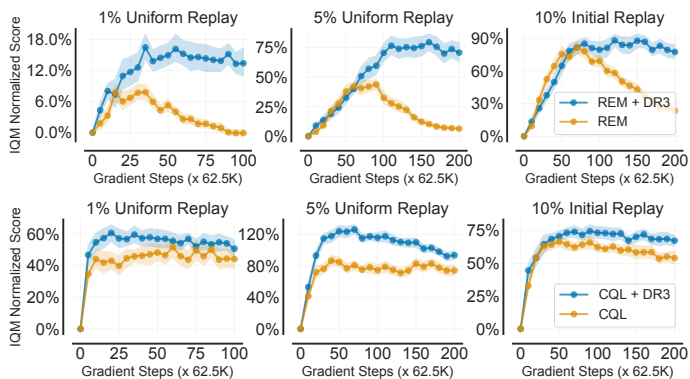 1% Uniform Replay
5% Uniform Replay
10% Initial Replay
IQM Normalized Score
18.0%
12.0%
6.0%
0.0%
75%
50%
25%
0%
90%
60%
30%
0%
REM + DR3
REM
0 25 50 75 100
0 50 100 150 200
0 50 100 150 200
Gradient Steps (x 62.5K)
Gradient Steps (x 62.5K)
Gradient Steps (x 62.5K)
1% Uniform Replay
5% Uniform Replay
10% Initial Replay
IQM Normalized Score
60%
40%
20%
0%
120%
80%
40%
0%
75%
50%
25%
0%
CQL + DR3
CQL
0 25 50 75 100
0 50 100 150 200
0 50 100 150 200
Gradient Steps (x 62.5K)
Gradient Steps (x 62.5K)
Gradient Steps (x 62.5K)